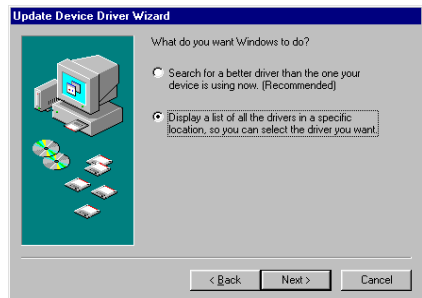 Update Device Driver Wizard
What do you want Windows to do?
Search for a better driver than the one your
device is using now. (Recommended)
Display a list of all the drivers in a specific
location, so you can select the driver you want.
< Back
Next >
Cancel